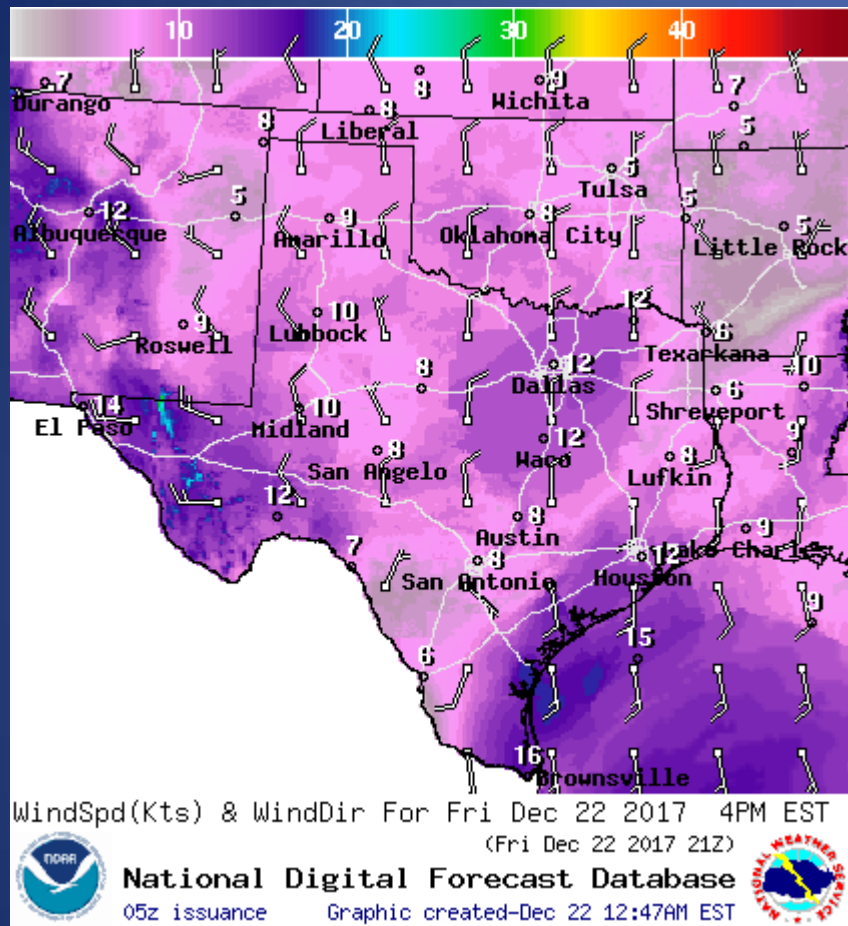 10 20 30 40
7
Durango
8
8
Liberal
9
Wichita
7
8
5
5
Tulsa
12
Albuquerque
5
9
Amarillo
8
Oklahoma City
5
5
Little Rock
9
Roswell
10
Lubbock
12
6
Texarkana
12
Dallas
10
14
El Paso
10
Midland
8
6
Shreveport
8
San Angelo
12
Waco
8
Lufkin
9
12
8
Austin
9
Lake Charles
7
8
San Antonio
12
Houston
9
15
6
16
Brownsville
WindSpd(Kts) & WindDir For Fri Dec 22 2017 4PM EST
(Fri Dec 22 2017 21Z)
NOAA
National Digital Forecast Database
05z issuance Graphic created-Dec 22 12:47AM EST
NATIONAL WEATHER SERVICE